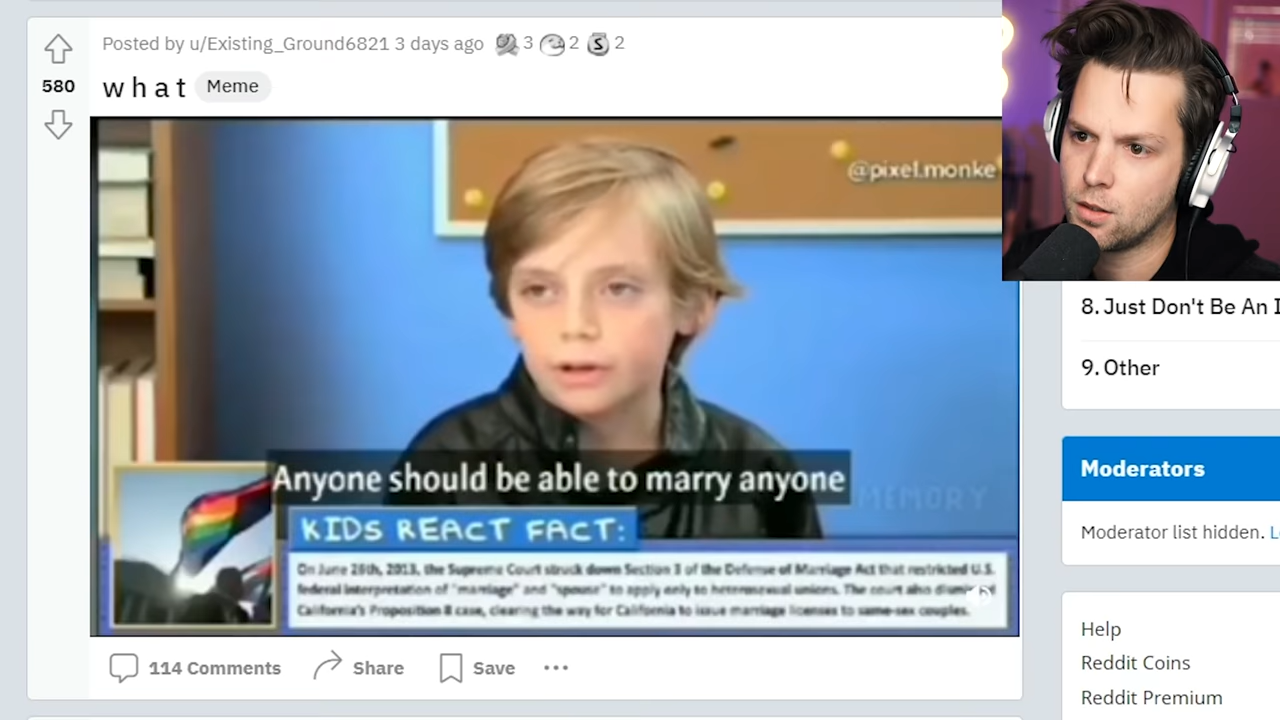 Posted by u/Existing_Ground6821 3 days ago 3 2 2
580
w h a t Meme
@pixel.monke
Anyone should be able to marry anyone
MEMORY
KIDS REACT FACT:
On June 26th, 2013, the Supreme Court struck down Section 3 of the Defense of Marriage Act that restricted U.S.
federal interpretation of "marriage" and "spouse" to apply only to heterosexual unions. The court also
California's Proposition 8 case, clearing the way for California to issue marriage licenses to same-sex couples.
114 Comments Share Save
8. Just Don't Be An
9. Other
Moderators
Moderator list hidden.
Help
Reddit Coins
Reddit Premium